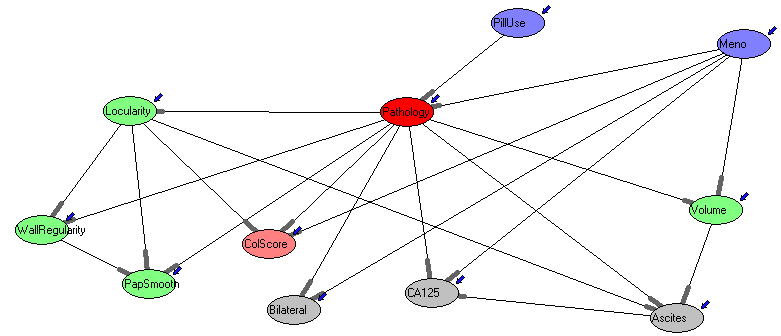 PillUse
Meno
Locularity
Pathology
Volume
WallRegularity
ColScore
PapSmooth
CA125
Bilateral
Ascites